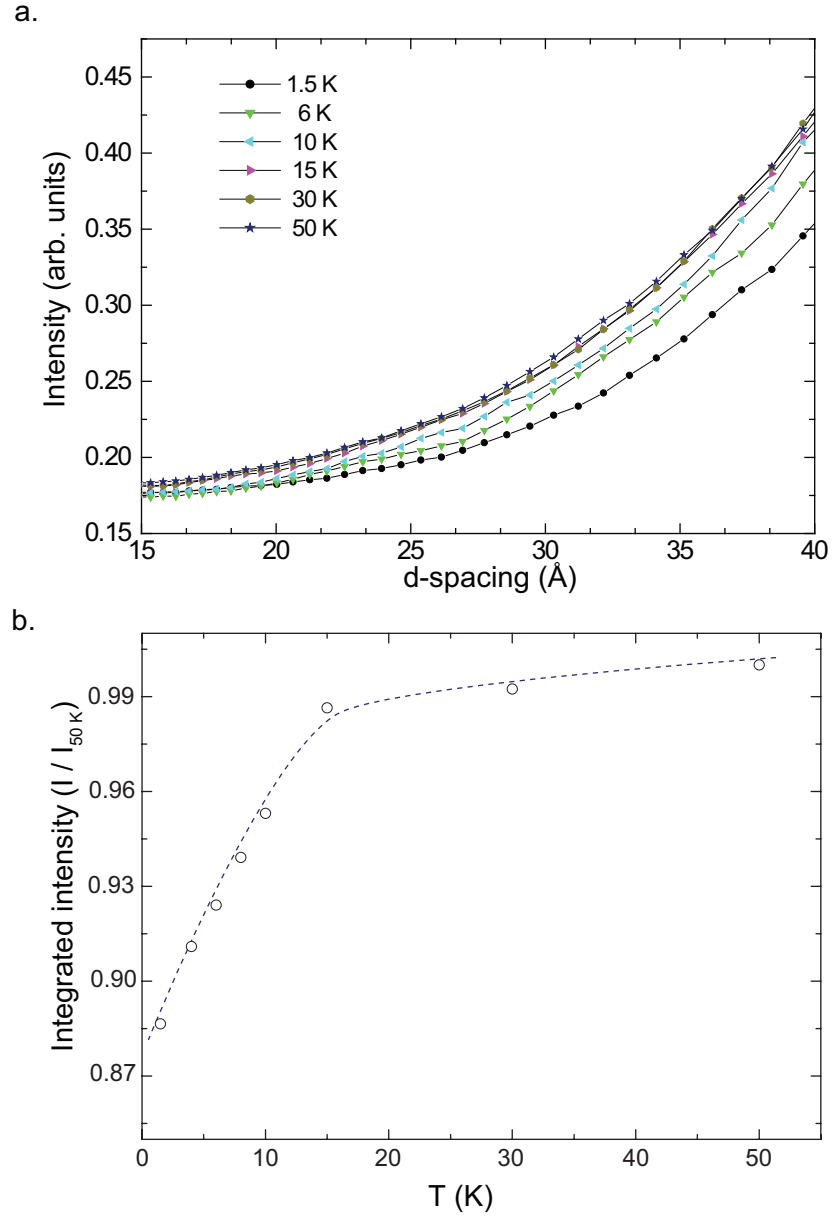 a.
Intensity (arb. units)
0.45
0.40
0.35
0.30
0.25
0.20
0.15
1.5 K
6 K
10 K
15 K
30 K
50 K
15 20 25 30 35 40
d-spacing (Å)
b.
Integrated intensity (I / I50 K)
0.99
0.96
0.93
0.90
0.87
0 10 20 30 40 50
T (K)